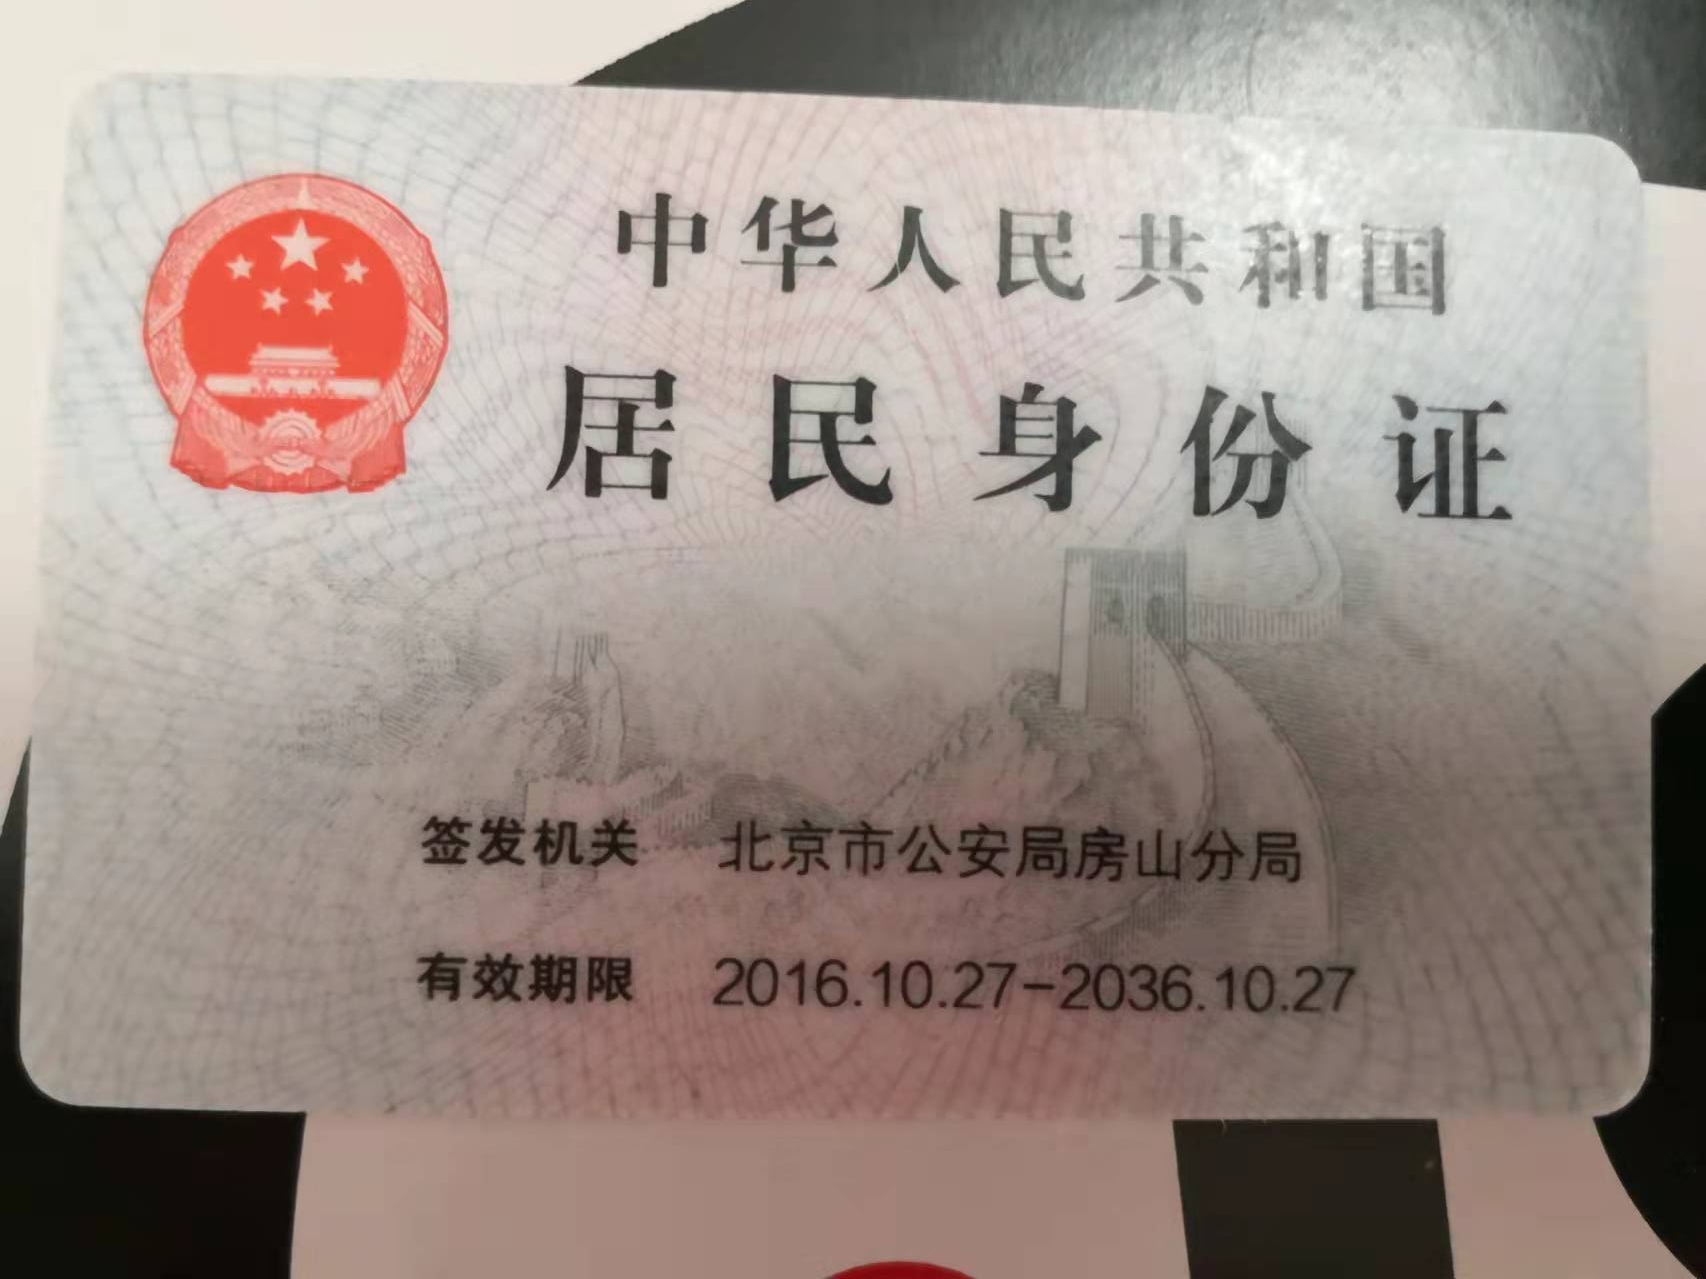 中华人民共和国
居民身份证
签发机关 北京市公安局房山分局
有效期限 2016.10.27-2036.10.27